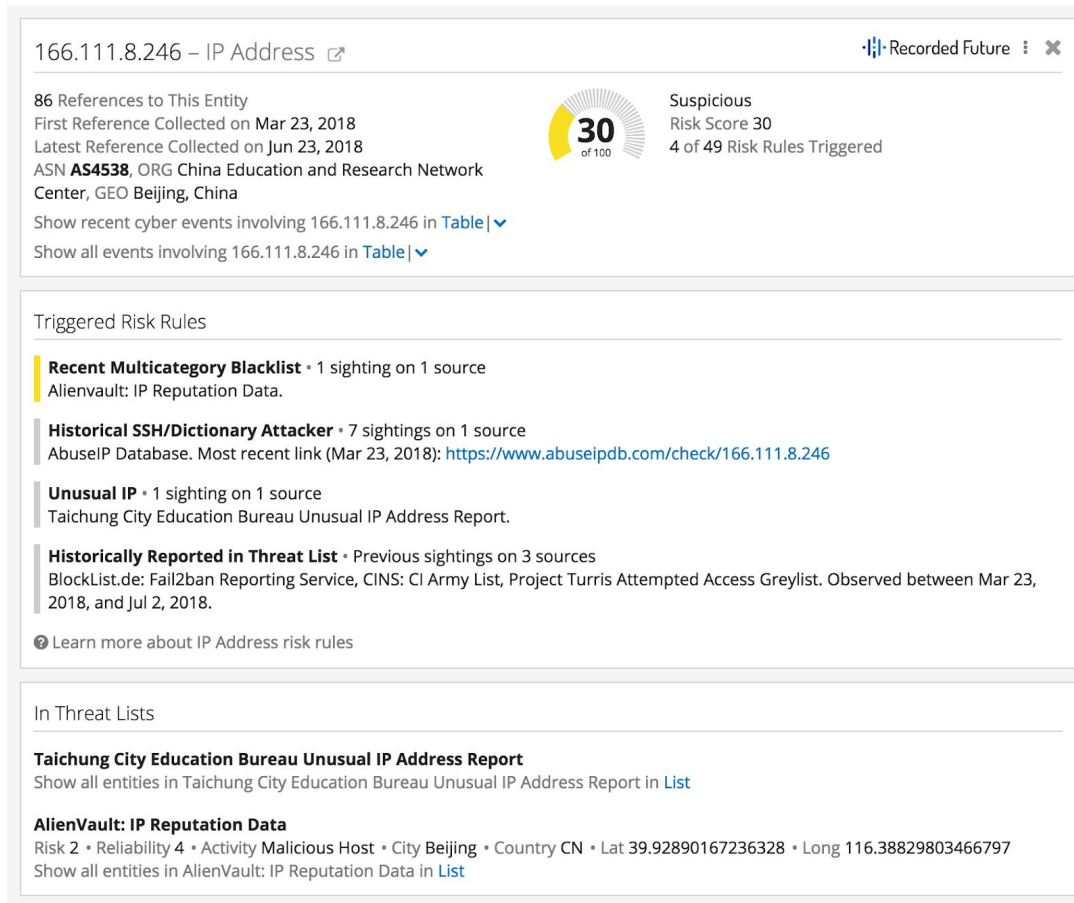 166.111.8.246 – IP Address
Recorded Future
86 References to This Entity
First Reference Collected on Mar 23, 2018
Latest Reference Collected on Jun 23, 2018
ASN AS4538, ORG China Education and Research Network
Center, GEO Beijing, China
Show recent cyber events involving 166.111.8.246 in Table|
Show all events involving 166.111.8.246 in Table|
30
of 100
Suspicious
Risk Score 30
4 of 49 Risk Rules Triggered
Triggered Risk Rules
Recent Multicategory Blacklist • 1 sighting on 1 source
Alienvault: IP Reputation Data.
Historical SSH/Dictionary Attacker • 7 sightings on 1 source
AbuseIP Database. Most recent link (Mar 23, 2018): https://www.abuseipdb.com/check/166.111.8.246
Unusual IP • 1 sighting on 1 source
Taichung City Education Bureau Unusual IP Address Report.
Historically Reported in Threat List • Previous sightings on 3 sources
BlockList.de: Fail2ban Reporting Service, CINS: CI Army List, Project Turris Attempted Access Greylist. Observed between Mar 23,
2018, and Jul 2, 2018.
Learn more about IP Address risk rules
In Threat Lists
Taichung City Education Bureau Unusual IP Address Report
Show all entities in Taichung City Education Bureau Unusual IP Address Report in List
AlienVault: IP Reputation Data
Risk 2 • Reliability 4 • Activity Malicious Host • City Beijing • Country CN • Lat 39.92890167236328 • Long 116.38829803466797
Show all entities in AlienVault: IP Reputation Data in List